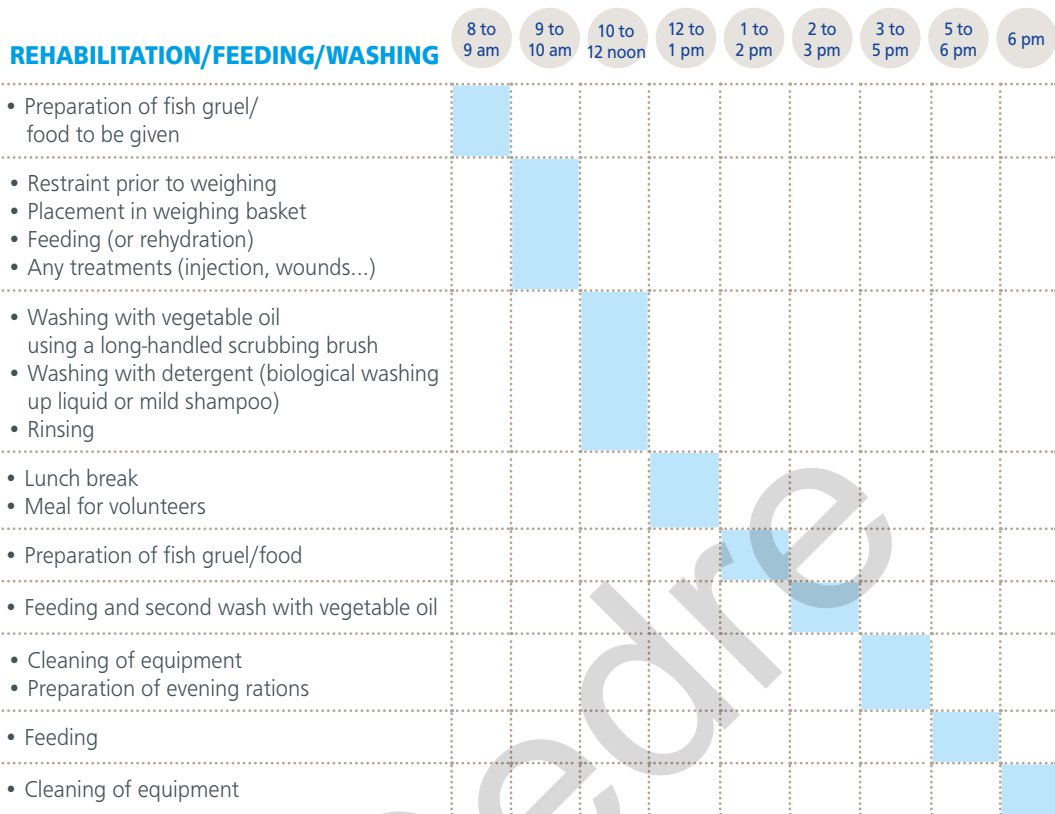 8 to
9 am
9 to
10 am
10 to
12 noon
12 to
1 pm
1 to
2 pm
2 to
3 pm
3 to
5 pm
5 to
6 pm
6 pm
REHABILITATION/FEEDING/WASHING
• Preparation of fish gruel/
food to be given
• Restraint prior to weighing
• Placement in weighing basket
• Feeding (or rehydration)
• Any treatments (injection, wounds...)
• Washing with vegetable oil
using a long-handled scrubbing brush
• Washing with detergent (biological washing
up liquid or mild shampoo)
• Rinsing
• Lunch break
• Meal for volunteers
• Preparation of fish gruel/food
• Feeding and second wash with vegetable oil
• Cleaning of equipment
• Preparation of evening rations
• Feeding
• Cleaning of equipment
edre